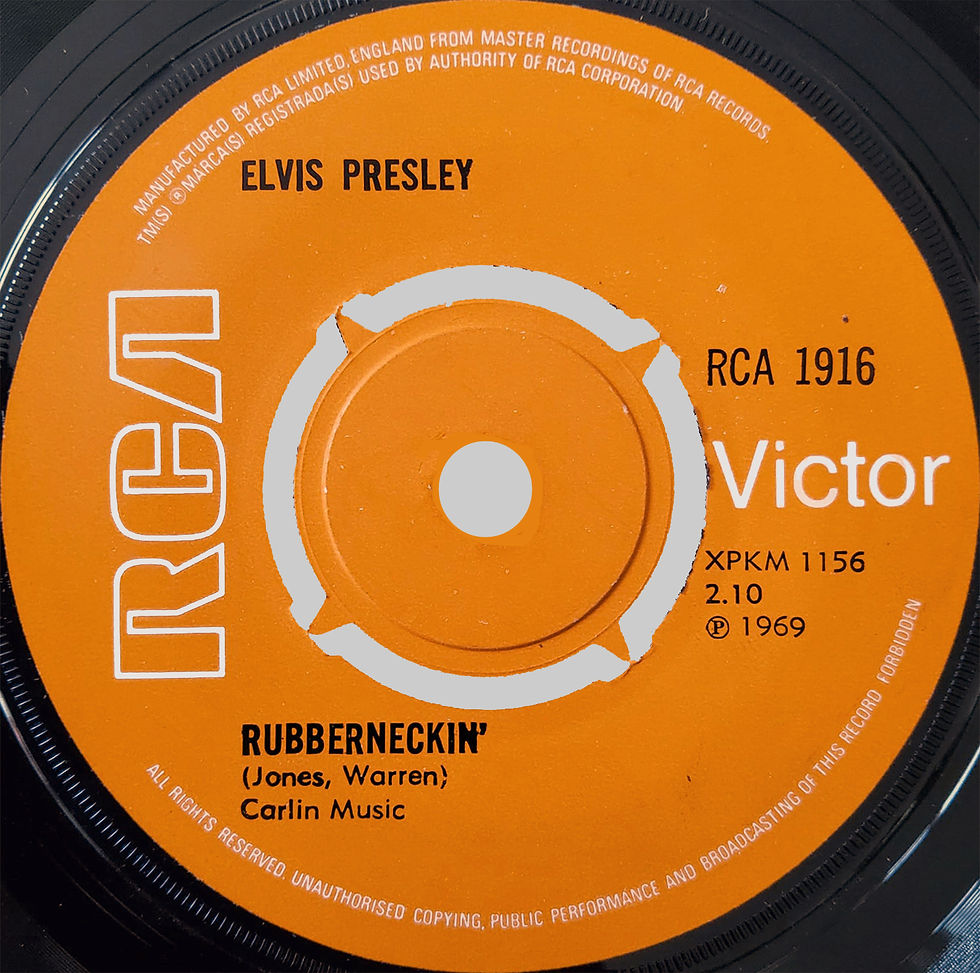 MANUFACTURED BY RCA LIMITED, ENGLAND FROM MASTER RECORDINGS OF RCA RECORDS.
TM(S) ® MARCA(S) REGISTRADA(S) USED BY AUTHORITY OF RCA CORPORATION.
ELVIS PRESLEY
RCA
RCA 1916
Victor
XPKM 1156
2.10
℗ 1969
RUBBERNECKIN'
(Jones, Warren)
Carlin Music
ALL RIGHTS RESERVED. UNAUTHORISED COPYING, PUBLIC PERFORMANCE AND BROADCASTING OF THIS RECORD FORBIDDEN